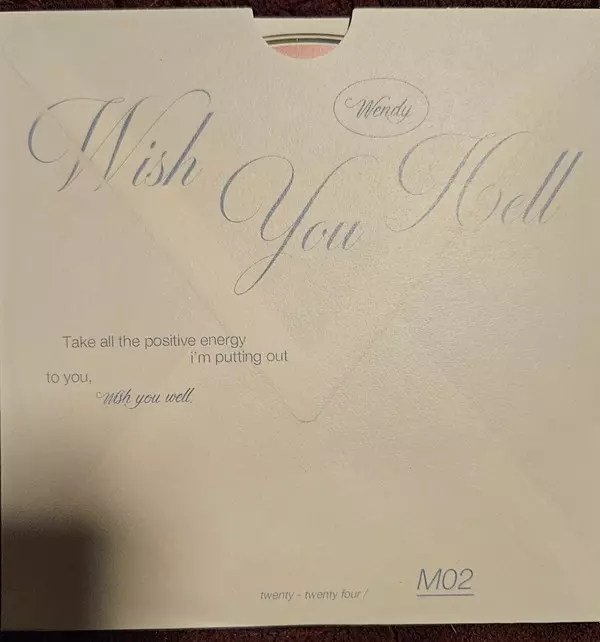 Wendy
Wish You Hell
Take all the positive energy
i'm putting out
to you,
Wish you well.
twenty - twenty four /
M02